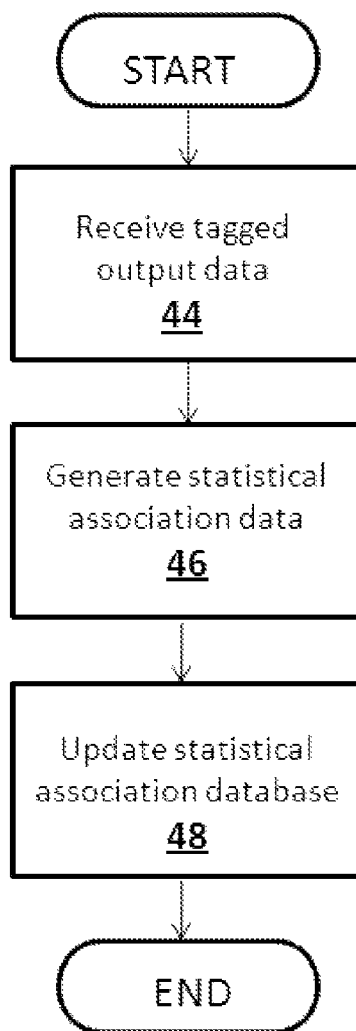 START
Receive tagged
output data
44
Generate statistical
association data
46
Update statistical
association database
48
END